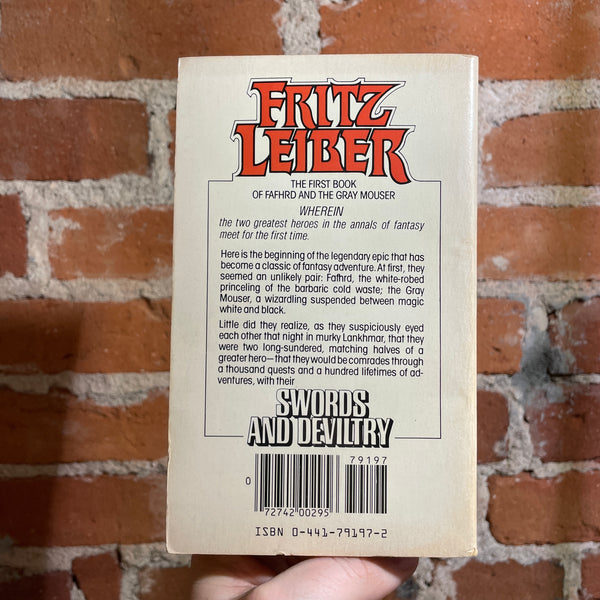 FRITZ
LEIBER
THE FIRST BOOK
OF FAFHRD AND THE GRAY MOUSER
WHEREIN
the two greatest heroes in the annals of fantasy
meet for the first time.
Here is the beginning of the legendary epic that has
become a classic of fantasy adventure. At first, they
seemed an unlikely pair: Fafhrd, the white-robed
princeling of the barbaric cold waste; the Gray
Mouser, a wizardling suspended between magic
white and black.
Little did they realize, as they suspiciously eyed
each other that night in murky Lankhmar, that they
were two long-sundered, matching halves of a
greater hero—that they would be comrades through
a thousand quests and a hundred lifetimes of ad-
ventures, with their
SWORDS
AND DEVILTRY
79197
0
72742 00295
ISBN 0-441-79197-2